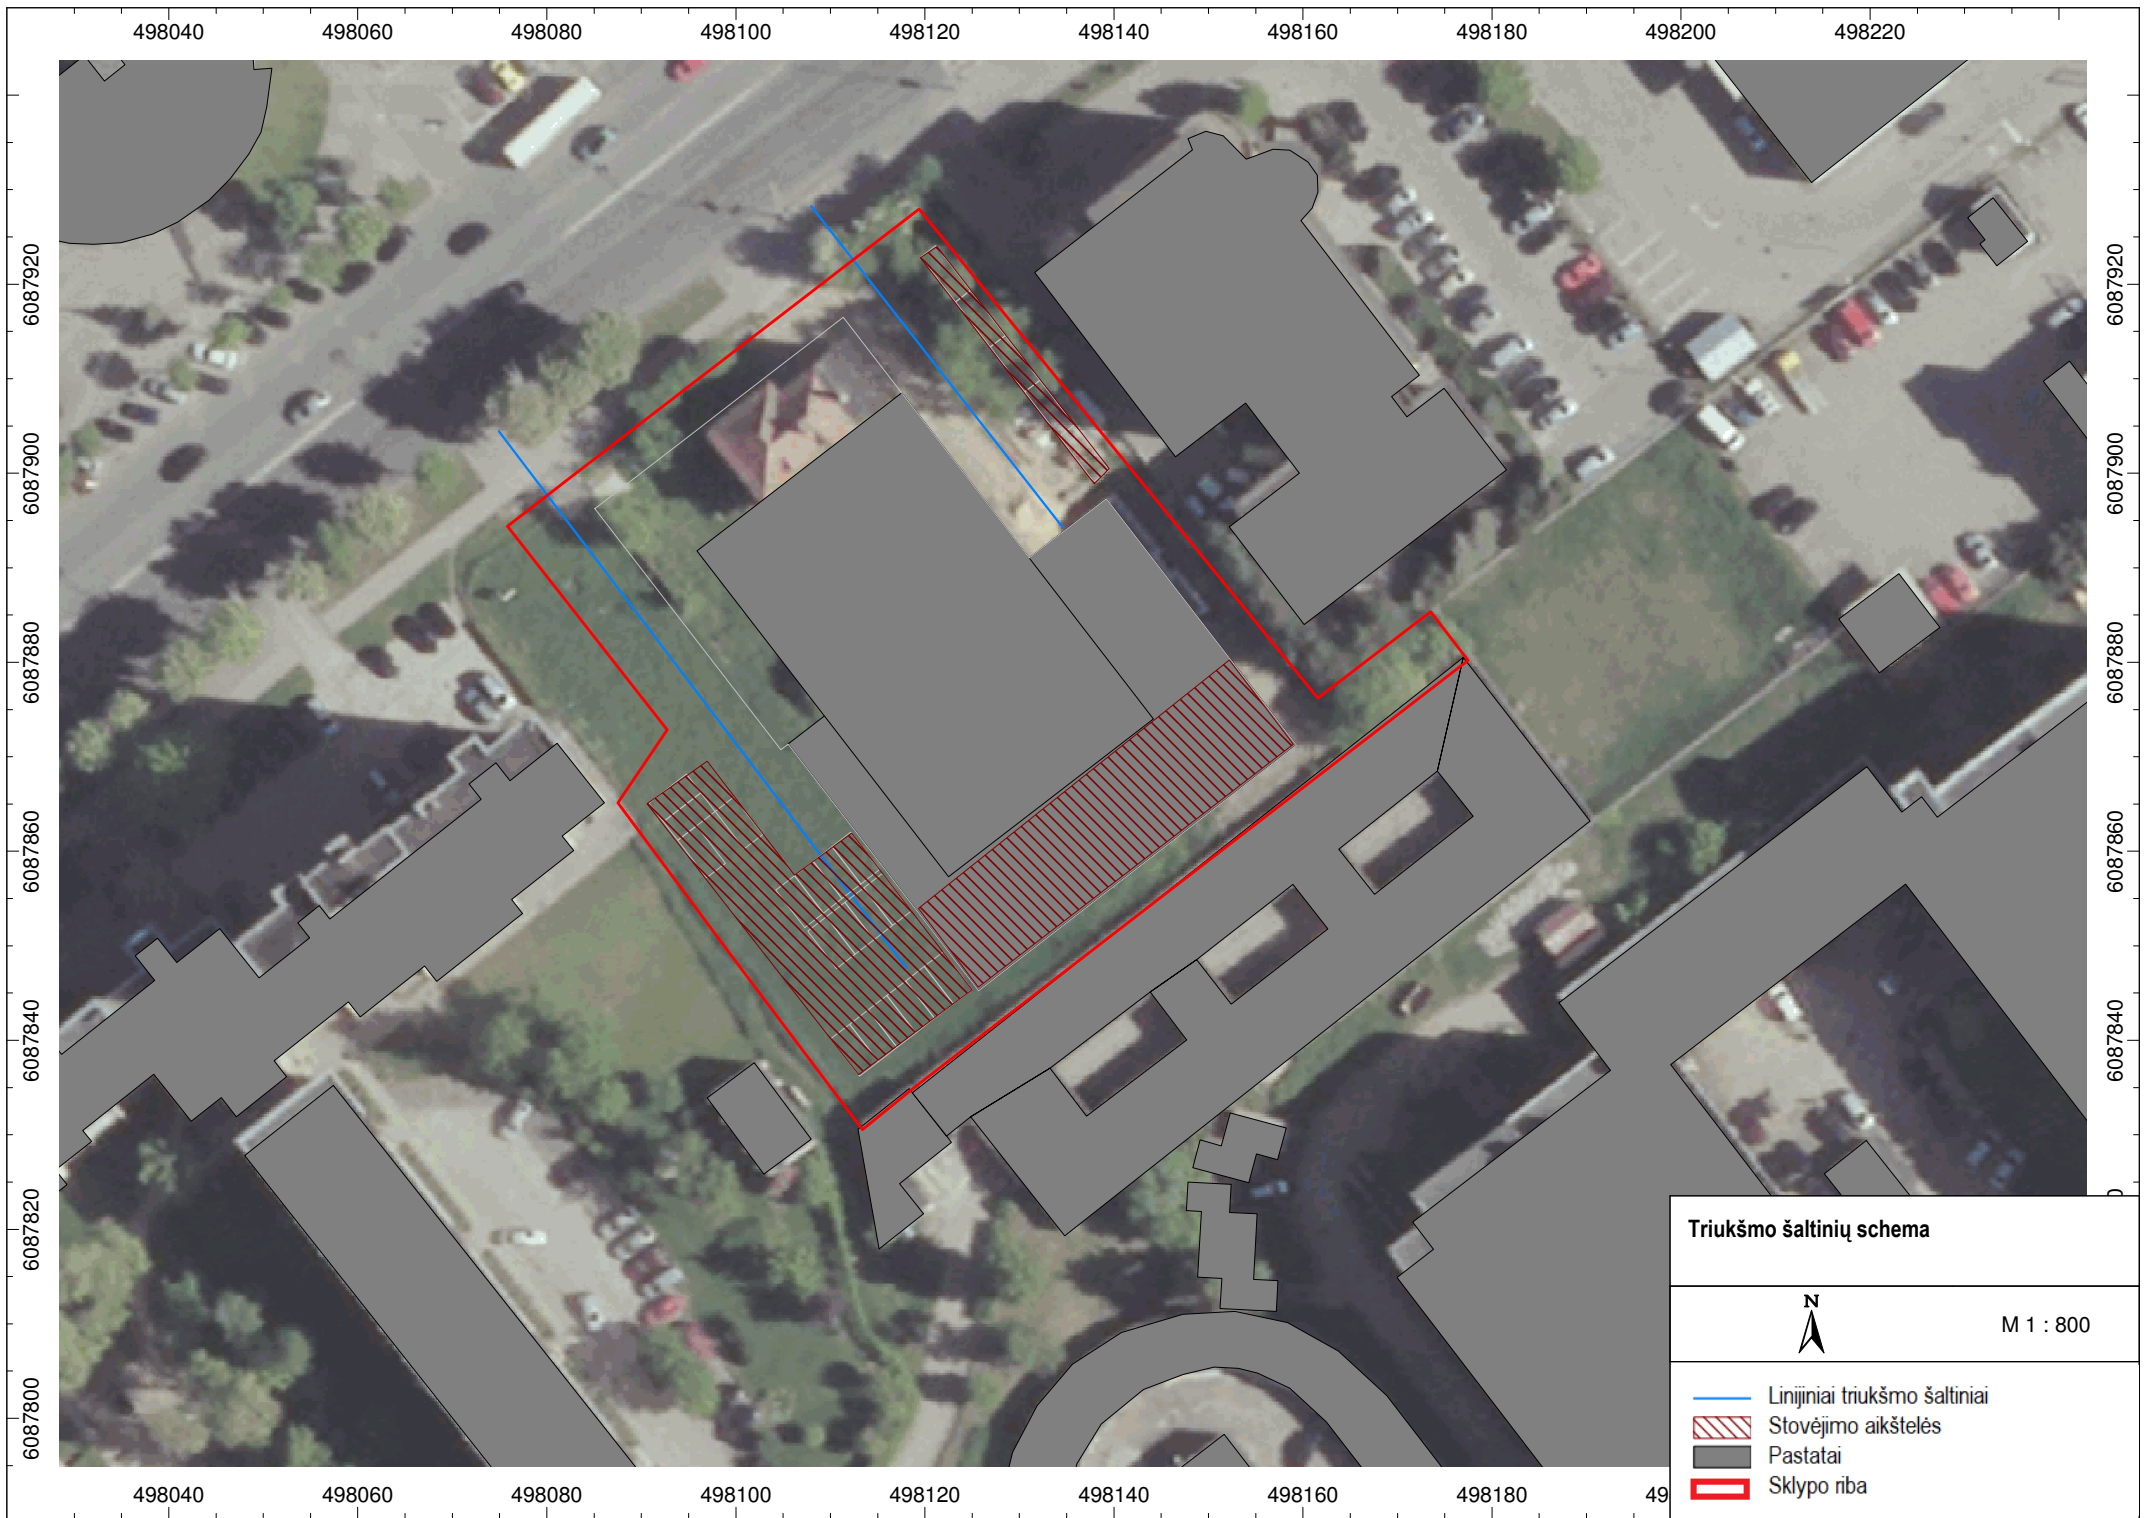 498040 498060 498080 498100 498120 498140 498160 498180 498200 498220
6087920 6087920
6087900 6087900
6087880 6087880
6087860 6087860
6087840 6087840
6087820
6087800
Triukšmo šaltinių schema
N
M 1 : 800
Linijiniai triukšmo šaltiniai
Stovėjimo aikštelės
Pastatai
Sklypo riba
498040 498060 498080 498100 498120 498140 498160 498180